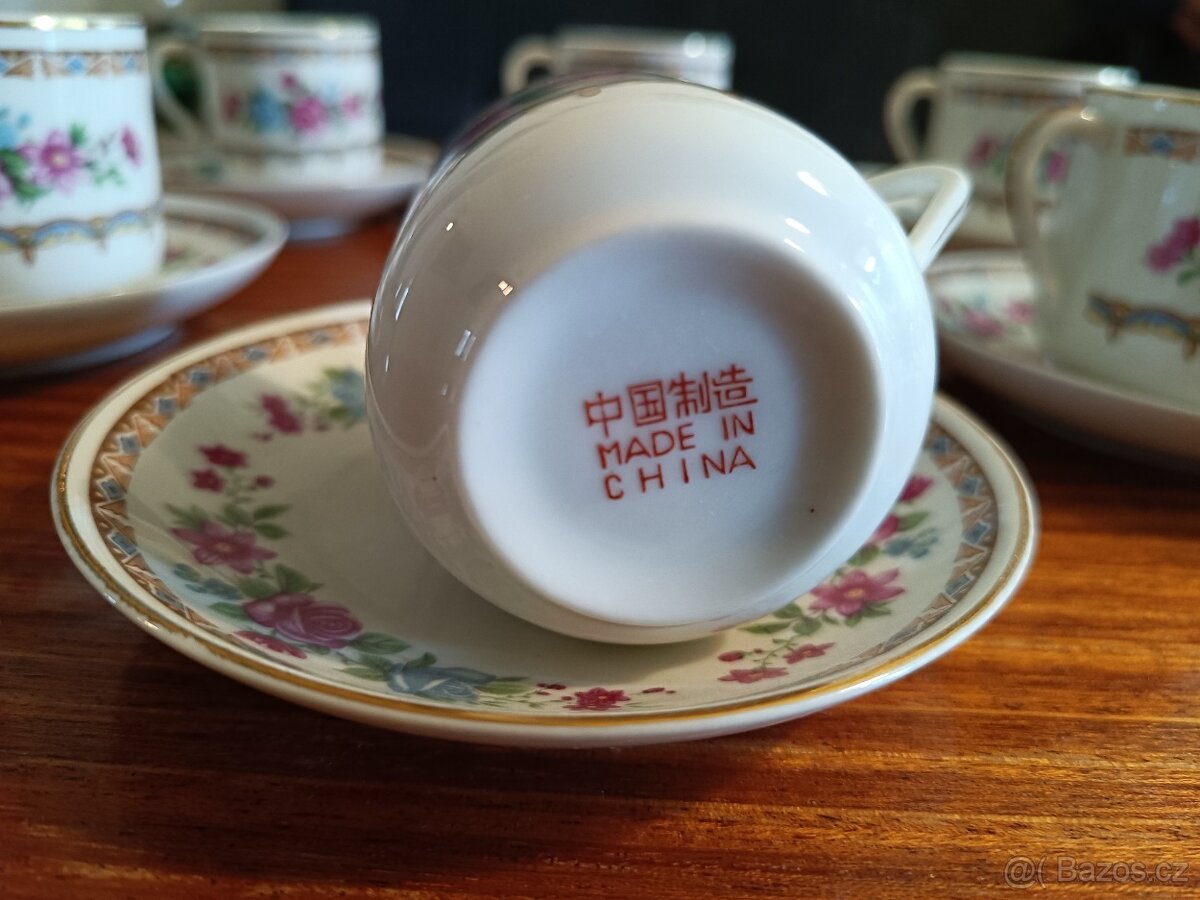 中国制造
MADE IN
CHINA
@( Bazos.cz